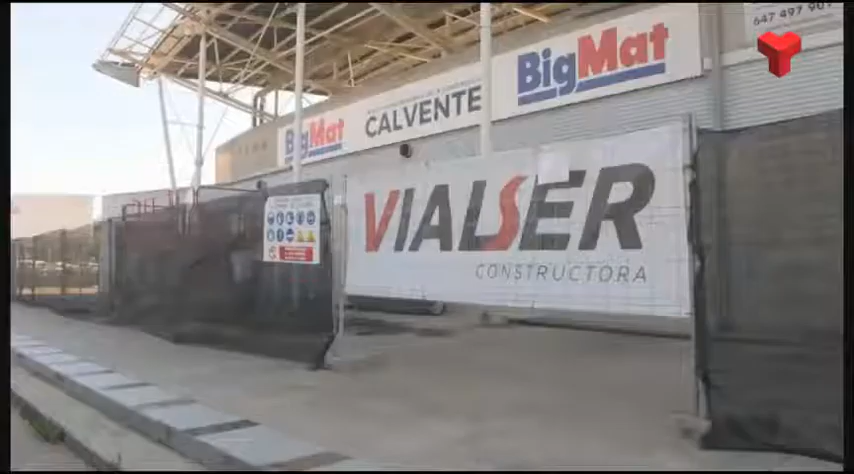 647 497 90
BigMat
CALVENTE
BigMat
VIALSER
CONSTRUCTORA